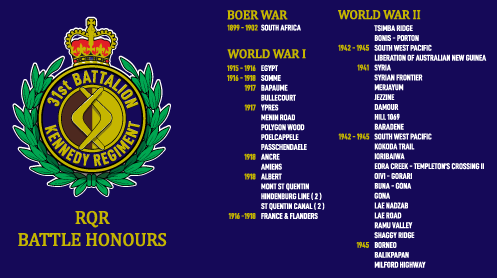 31ST BATTALION
KENNEDY REGIMENT
RQR
BATTLE HONOURS
BOER WAR
1899 - 1902 SOUTH AFRICA
WORLD WAR I
1915 - 1916 EGYPT
1916 - 1918 SOMME
1917 BAPAUME
BULLECOURT
1917 YPRES
MENIN ROAD
POLYGON WOOD
POELCAPPELE
PASSCHENDAELE
1918 ANCRE
AMIENS
1918 ALBERT
MONT ST QUENTIN
HINDENBURG LINE ( 2 )
ST QUENTIN CANAL ( 2 )
1916 -1918 FRANCE & FLANDERS
WORLD WAR II
TSIMBA RIDGE
BONIS - PORTON
1942 - 1945 SOUTH WEST PACIFIC
LIBERATION OF AUSTRALIAN NEW GUINEA
1941 SYRIA
SYRIAN FRONTIER
MERJAYUM
JEZZINE
DAMOUR
HILL 1069
BARADENE
1942 - 1945 SOUTH WEST PACIFIC
KOKODA TRAIL
IORIBAIWA
EORA CREEK - TEMPLETON'S CROSSING II
OIVI - GORARI
BUNA - GONA
GONA
LAE NADZAB
LAE ROAD
RAMU VALLEY
SHAGGY RIDGE
1945 BORNEO
BALIKPAPAN
MILFORD HIGHWAY